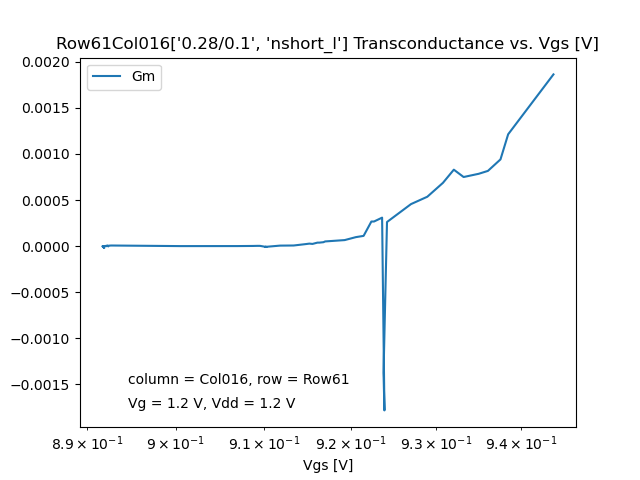 Row61Col016['0.28/0.1', 'nshort_l'] Transconductance vs. Vgs [V]
Gm
0.0020
0.0015
0.0010
0.0005
0.0000
−0.0005
−0.0010
−0.0015
column = Col016, row = Row61
Vg = 1.2 V, Vdd = 1.2 V
8.9 × 10⁻¹ 9 × 10⁻¹ 9.1 × 10⁻¹ 9.2 × 10⁻¹ 9.3 × 10⁻¹ 9.4 × 10⁻¹
Vgs [V]